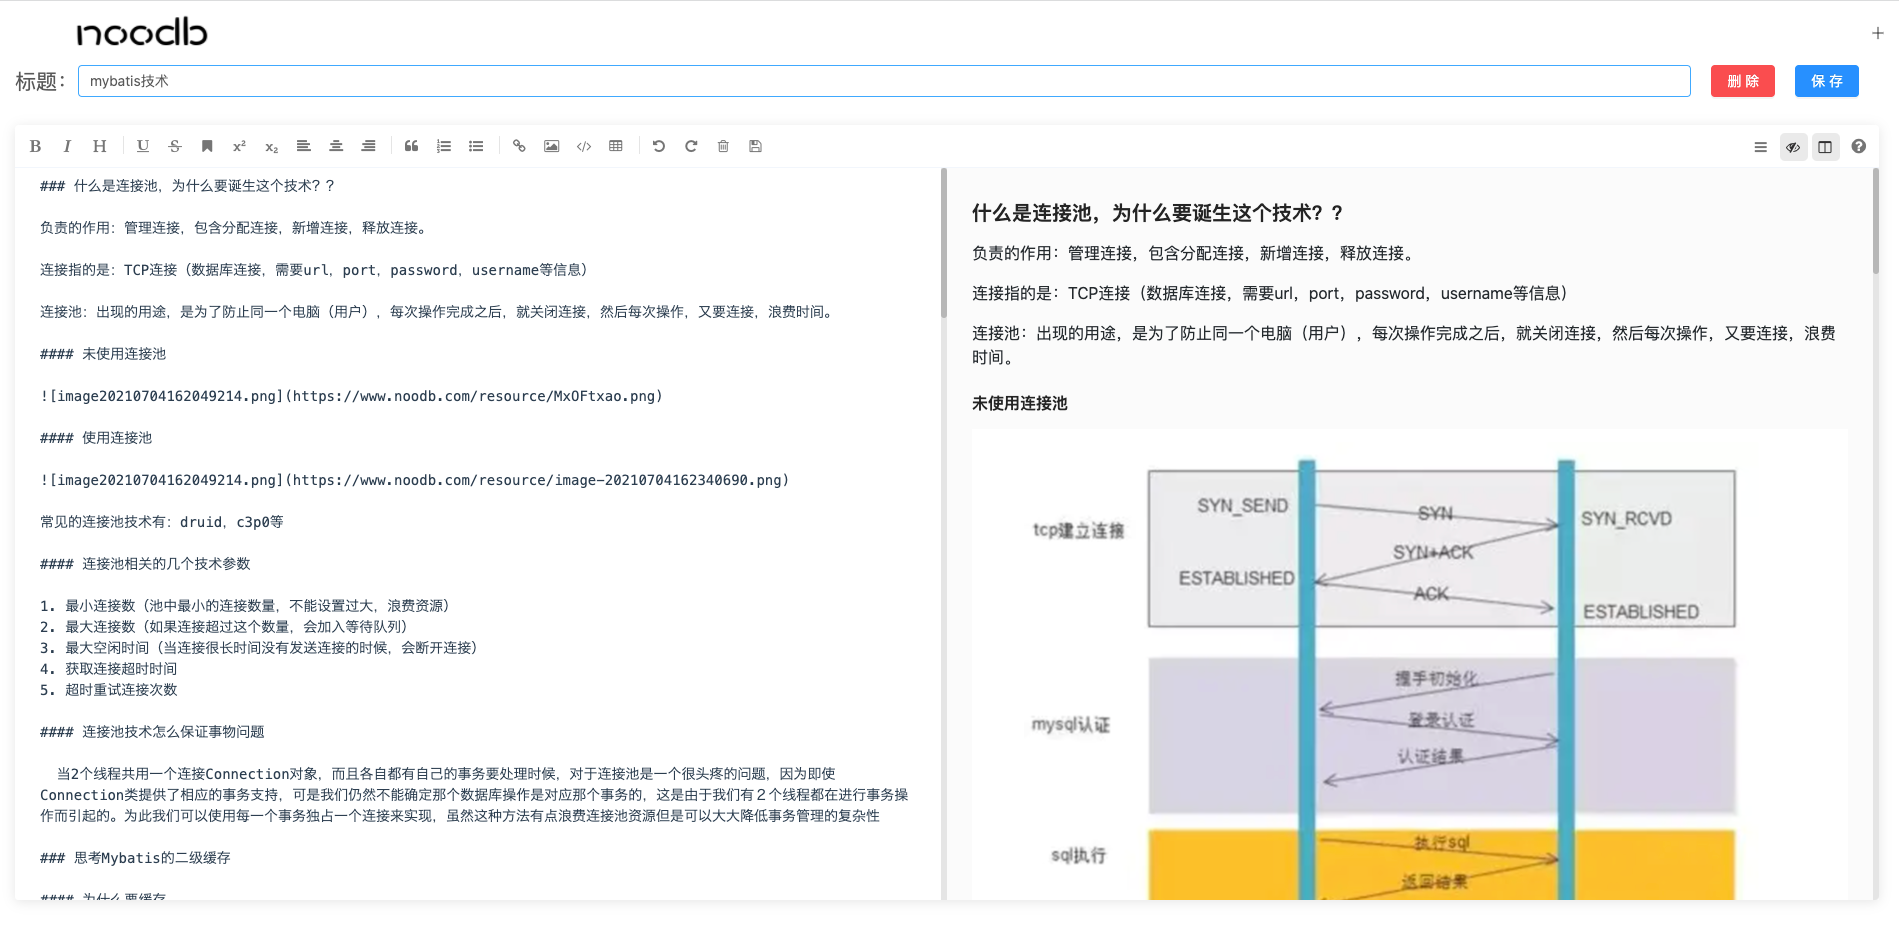 noodb
标题：
mybatis技术
删 除
保 存
### 什么是连接池，为什么要诞生这个技术？？
负责的作用：管理连接，包含分配连接，新增连接，释放连接。
连接指的是：TCP连接（数据库连接，需要url，port，password，username等信息）
连接池：出现的用途，是为了防止同一个电脑（用户），每次操作完成之后，就关闭连接，然后每次操作，又要连接，浪费时间。
#### 未使用连接池
![image20210704162049214.png](https://www.noodb.com/resource/MxOFtxao.png)
#### 使用连接池
![image20210704162049214.png](https://www.noodb.com/resource/image-20210704162340690.png)
常见的连接池技术有：druid，c3p0等
#### 连接池相关的几个技术参数
1. 最小连接数（池中最小的连接数量，不能设置过大，浪费资源）
2. 最大连接数（如果连接超过这个数量，会加入等待队列）
3. 最大空闲时间（当连接很长时间没有发送连接的时候，会断开连接）
4. 获取连接超时时间
5. 超时重试连接次数
#### 连接池技术怎么保证事物问题
当2个线程共用一个连接Connection对象，而且各自都有自己的事务要处理时候，对于连接池是一个很头疼的问题，因为即使
Connection类提供了相应的事务支持，可是我们仍然不能确定那个数据库操作是对应那个事务的，这是由于我们有２个线程都在进行事务操
作而引起的。为此我们可以使用每一个事务独占一个连接来实现，虽然这种方法有点浪费连接池资源但是可以大大降低事务管理的复杂性
### 思考Mybatis的二级缓存
#### 为什么要缓存
什么是连接池，为什么要诞生这个技术？？
负责的作用：管理连接，包含分配连接，新增连接，释放连接。
连接指的是：TCP连接（数据库连接，需要url，port，password，username等信息）
连接池：出现的用途，是为了防止同一个电脑（用户），每次操作完成之后，就关闭连接，然后每次操作，又要连接，浪费
时间。
未使用连接池
tcp建立连接
SYN_SEND
SYN
SYN_RCVD
SYN+ACK
ESTABLISHED
ACK
ESTABLISHED
mysql认证
握手初始化
登录认证
认证结果
sql执行
执行sql
返回结果